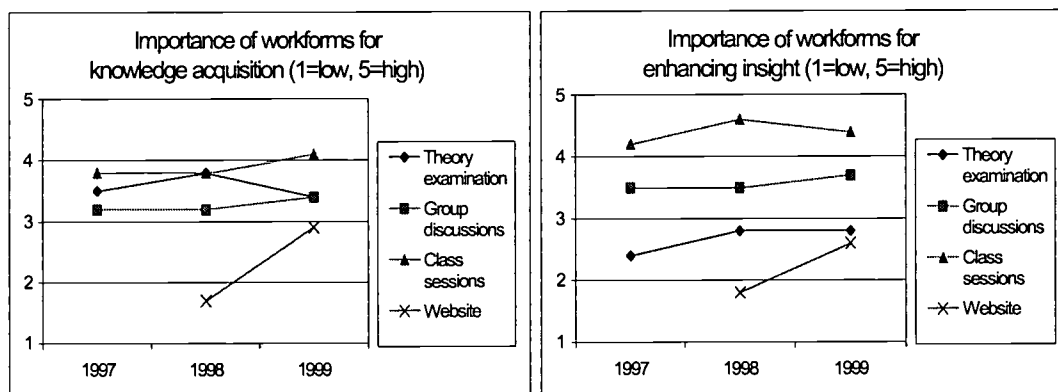 Importance of workforms for
knowledge acquisition (1=low, 5=high)
5
4
3
2
1
1997 1998 1999
Theory
examination
Group
discussions
Class
sessions
Website
Importance of workforms for
enhancing insight (1=low, 5=high)
5
4
3
2
1
1997 1998 1999
Theory
examination
Group
discussions
Class
sessions
Website